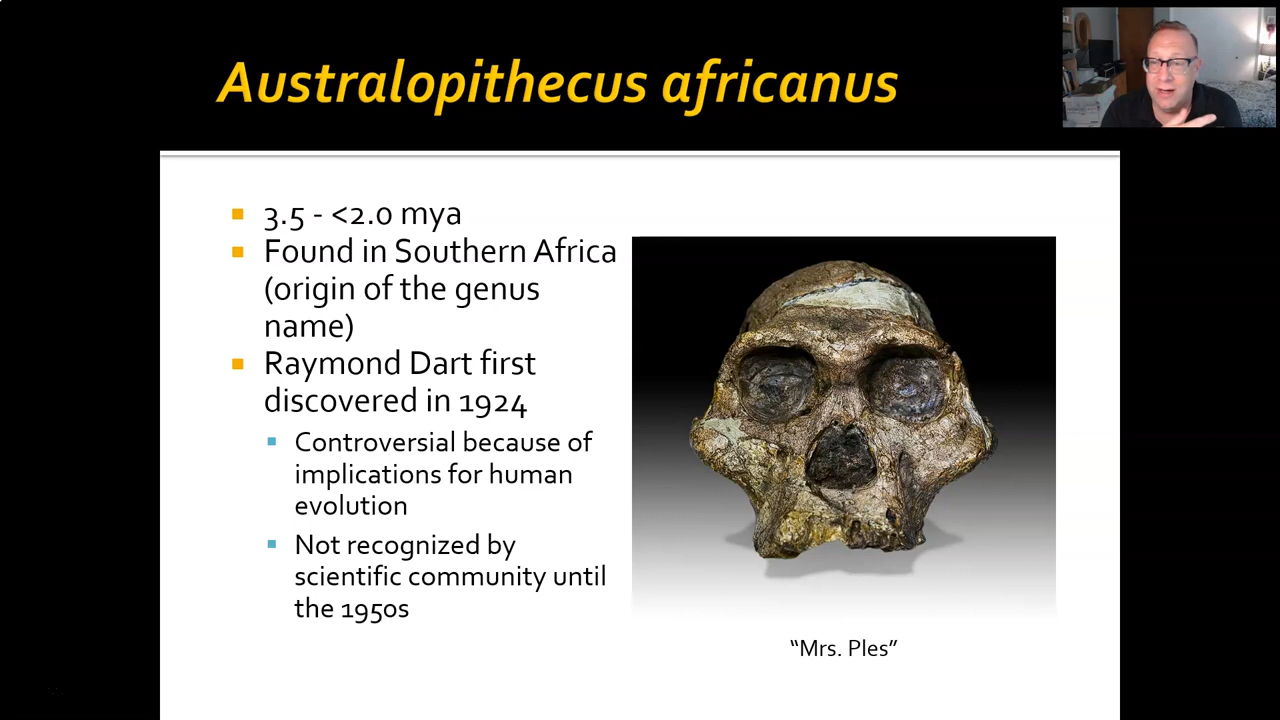 Australopithecus africanus
3.5 - <2.0 mya
Found in Southern Africa
(origin of the genus
name)
Raymond Dart first
discovered in 1924
Controversial because of
implications for human
evolution
Not recognized by
scientific community until
the 1950s
“Mrs. Ples”